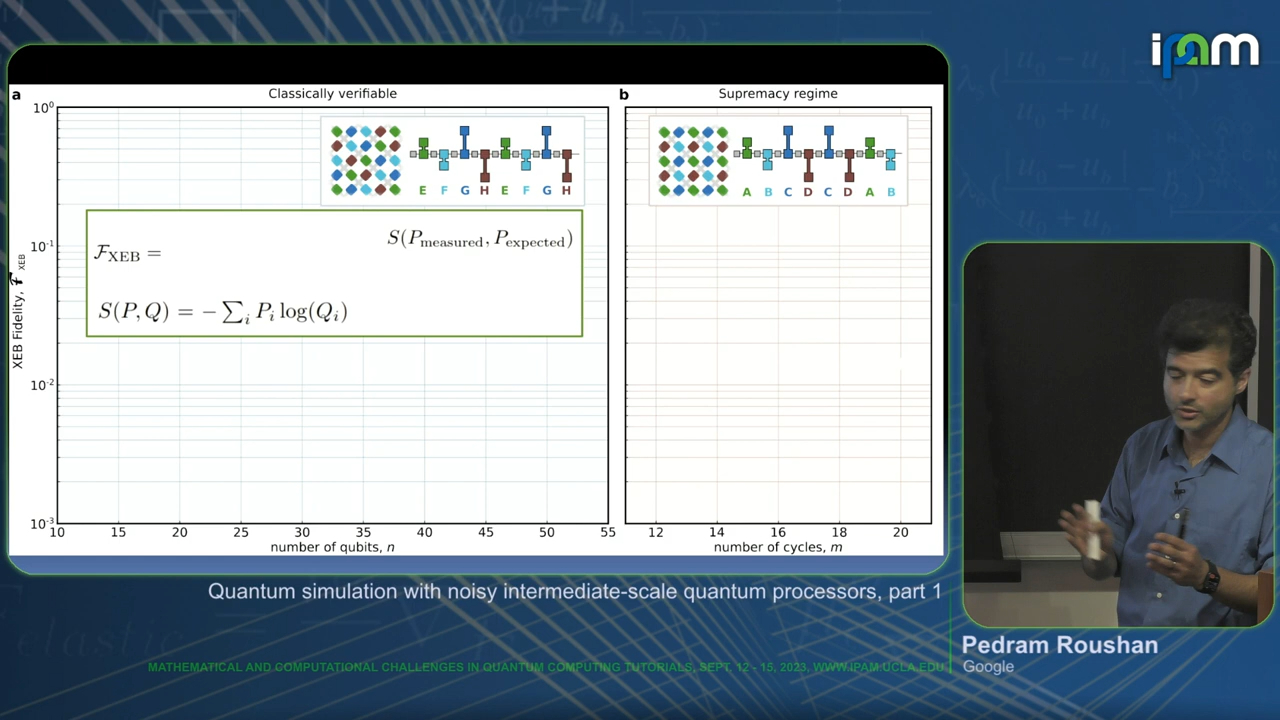 ipam
a
Classically verifiable
b
Supremacy regime
10⁰
10⁻¹
10⁻²
10⁻³
XEB Fidelity, ℱ_XEB
E F G H E F G H
A B C D C D A B
ℱ_XEB =
S(P_measured, P_expected)
S(P, Q) = − ∑_i P_i log(Q_i)
10 15 20 25 30 35 40 45 50 55
number of qubits, n
12 14 16 18 20
number of cycles, m
Quantum simulation with noisy intermediate-scale quantum processors, part 1
Pedram Roushan
Google
MATHEMATICAL AND COMPUTATIONAL CHALLENGES IN QUANTUM COMPUTING TUTORIALS, SEPT. 12 - 15, 2023, WWW.IPAM.UCLA.EDU